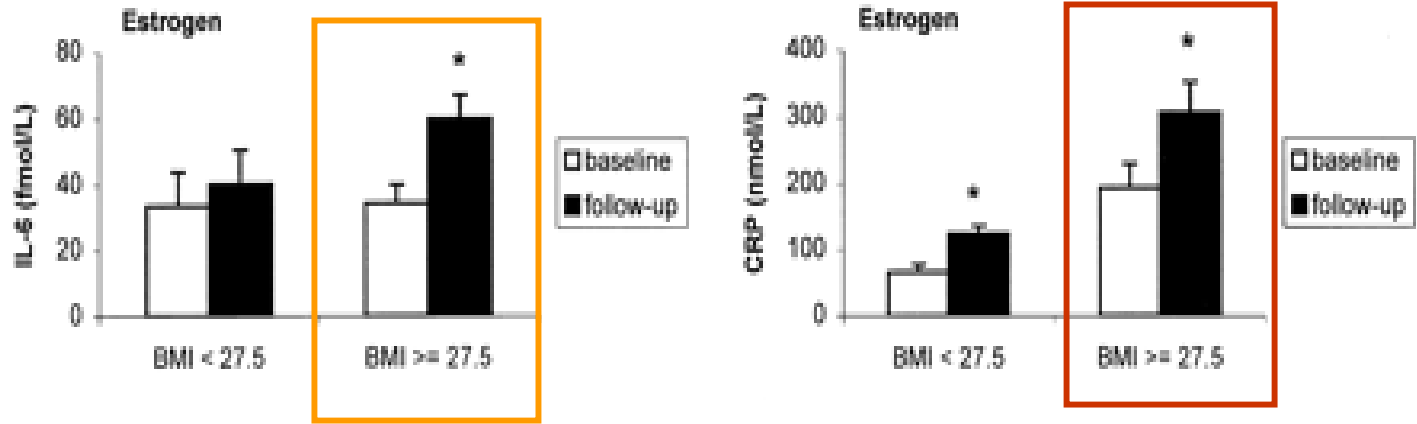 Estrogen
80
60
40
20
0
IL-6 (fmol/L)
*
BMI < 27.5
BMI >= 27.5
baseline
follow-up
Estrogen
400
300
200
100
0
CRP (nmol/L)
*
*
BMI < 27.5
BMI >= 27.5
baseline
follow-up